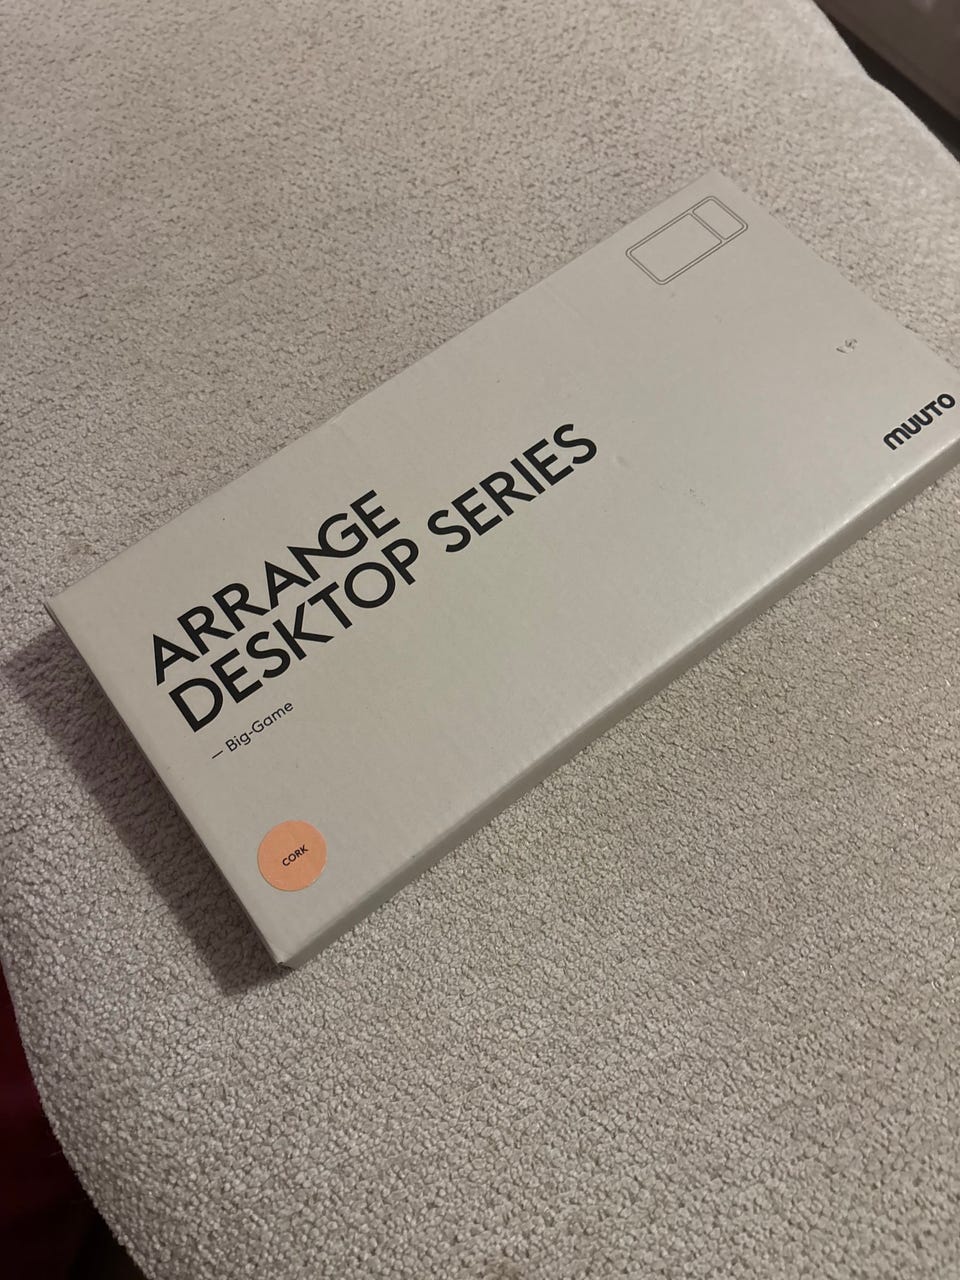 ARRANGE
DESKTOP SERIES
— Big-Game
CORK
muuto